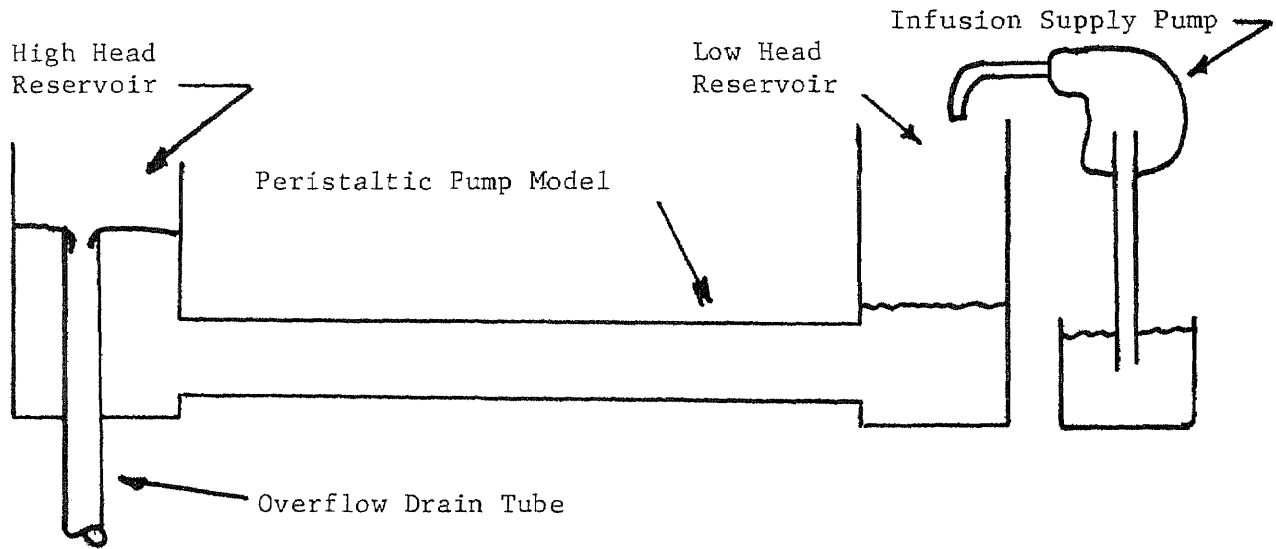 Infusion Supply Pump
High Head
Reservoir
Low Head
Reservoir
Peristaltic Pump Model
Overflow Drain Tube